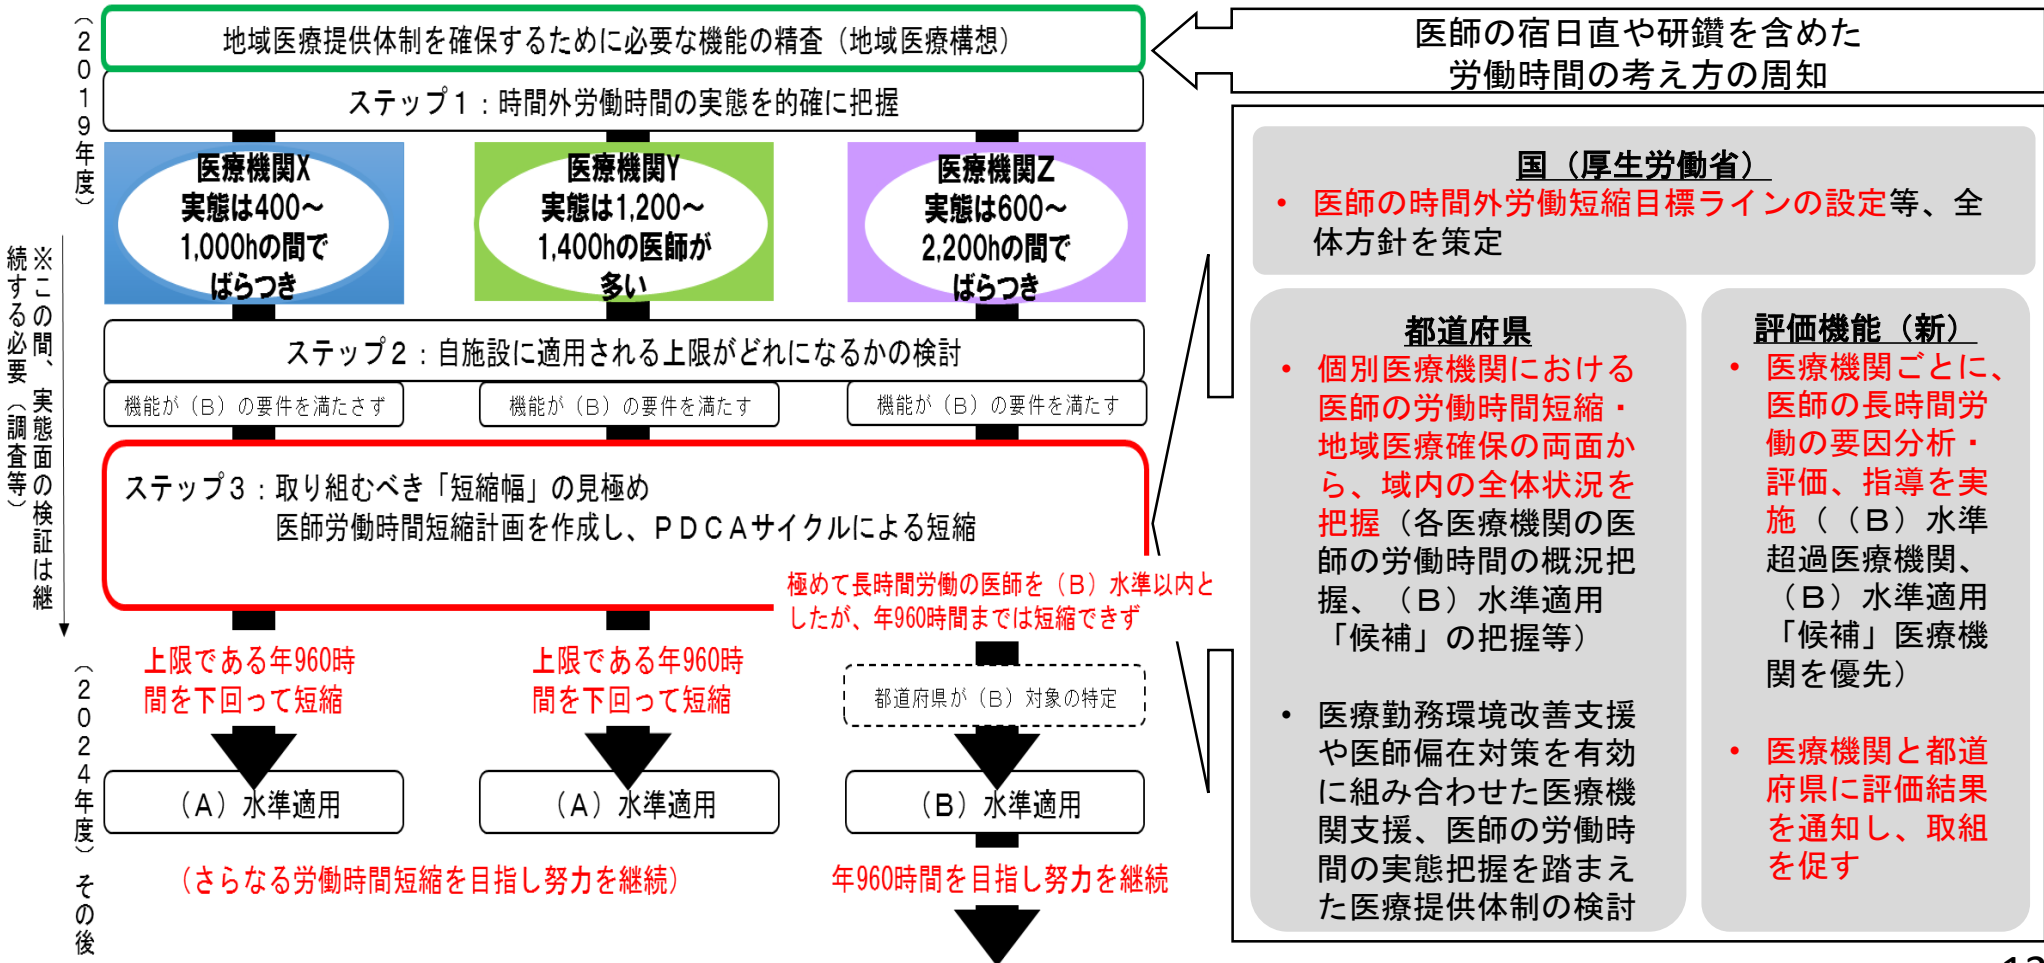 （２０１９年度）
※この間、実態面の検証は継
続する必要（調査等）
（２０２４年度）その後
地域医療提供体制を確保するために必要な機能の精査（地域医療構想）
ステップ１：時間外労働時間の実態を的確に把握
医療機関X
実態は400～
1,000hの間で
ばらつき
医療機関Y
実態は1,200～
1,400hの医師が
多い
医療機関Z
実態は600～
2,200hの間で
ばらつき
ステップ２：自施設に適用される上限がどれになるかの検討
機能が（Ｂ）の要件を満たさず
機能が（Ｂ）の要件を満たす
機能が（Ｂ）の要件を満たす
ステップ３：取り組むべき「短縮幅」の見極め
医師労働時間短縮計画を作成し、ＰＤＣＡサイクルによる短縮
極めて長時間労働の医師を（Ｂ）水準以内と
したが、年960時間までは短縮できず
上限である年960時
間を下回って短縮
上限である年960時
間を下回って短縮
都道府県が（Ｂ）対象の特定
（Ａ）水準適用
（Ａ）水準適用
（Ｂ）水準適用
（さらなる労働時間短縮を目指し努力を継続）
年960時間を目指し努力を継続
医師の宿日直や研鑽を含めた
労働時間の考え方の周知
国（厚生労働省）
• 医師の時間外労働短縮目標ラインの設定等、全
体方針を策定
都道府県
• 個別医療機関における
医師の労働時間短縮・
地域医療確保の両面か
ら、域内の全体状況を
把握（各医療機関の医
師の労働時間の概況把
握、（Ｂ）水準適用
「候補」の把握等）
• 医療勤務環境改善支援
や医師偏在対策を有効
に組み合わせた医療機
関支援、医師の労働時
間の実態把握を踏まえ
た医療提供体制の検討
評価機能（新）
• 医療機関ごとに、
医師の長時間労
働の要因分析・
評価、指導を実
施（（Ｂ）水準
超過医療機関、
（Ｂ）水準適用
「候補」医療機
関を優先）
• 医療機関と都道
府県に評価結果
を通知し、取組
を促す